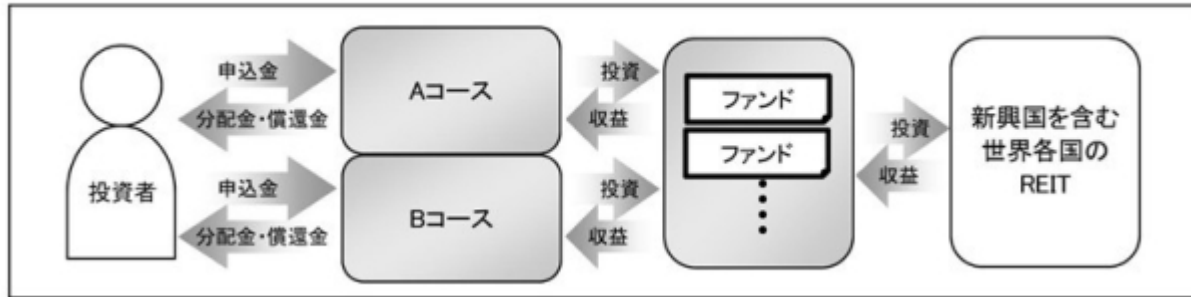 投資者
申込金
分配金・償還金
申込金
分配金・償還金
Aコース
Bコース
投資
収益
投資
収益
ファンド
ファンド
投資
収益
新興国を含む
世界各国の
REIT